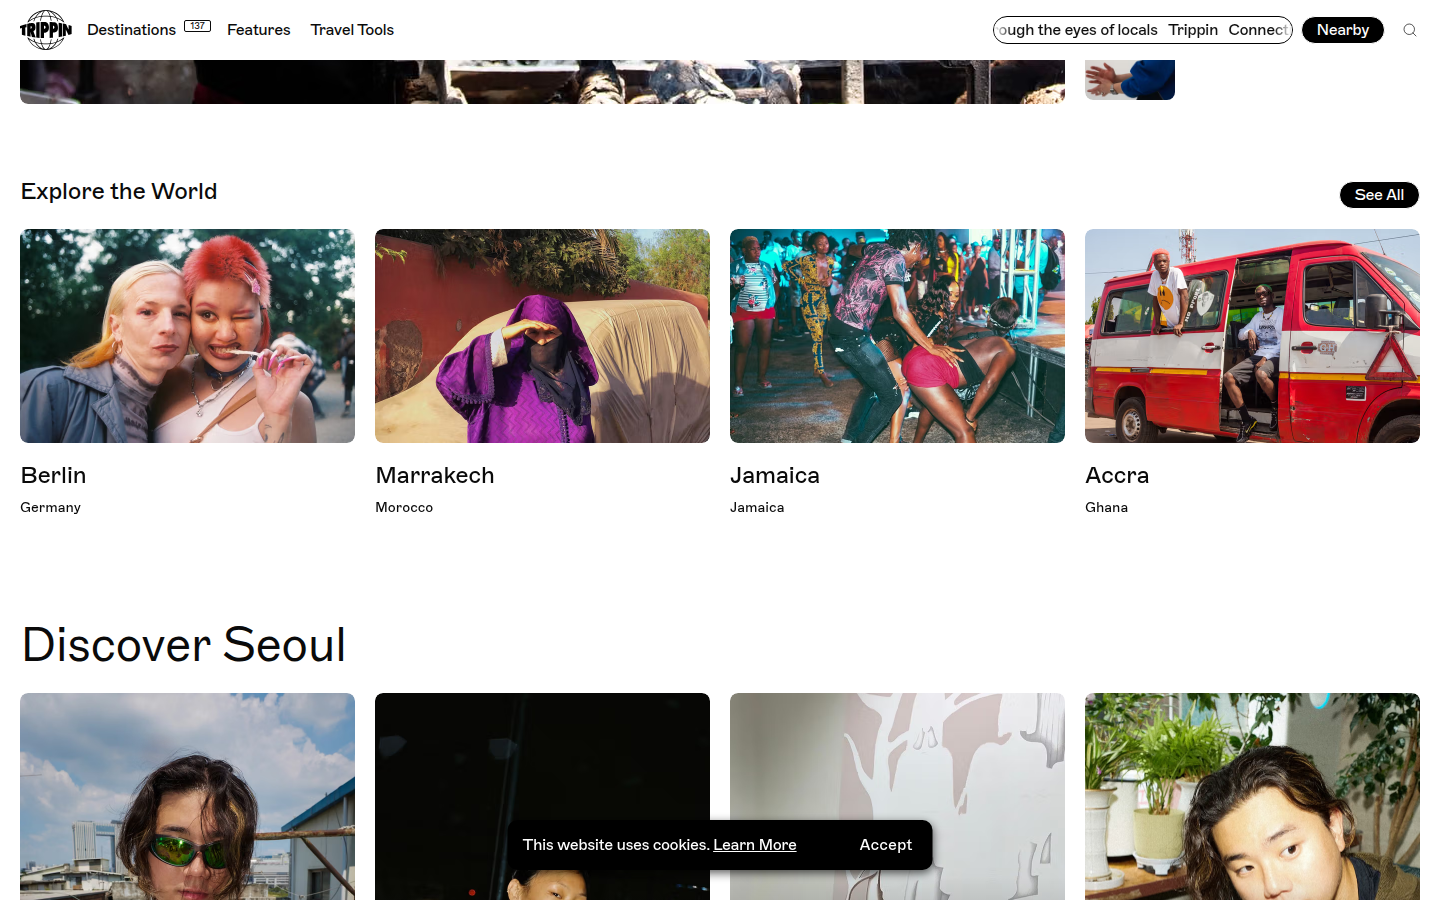 TRIPPIN
Destinations 137 Features Travel Tools
ough the eyes of locals Trippin Connect
Nearby
Explore the World
See All
Berlin
Germany
Marrakech
Morocco
Jamaica
Jamaica
Accra
Ghana
Discover Seoul
This website uses cookies. Learn More Accept